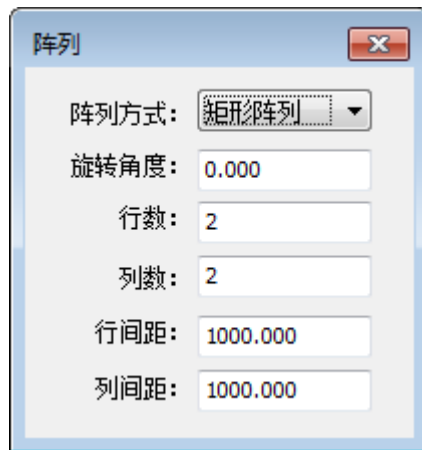 阵列
阵列方式： 矩形阵列
旋转角度： 0.000
行数： 2
列数： 2
行间距： 1000.000
列间距： 1000.000